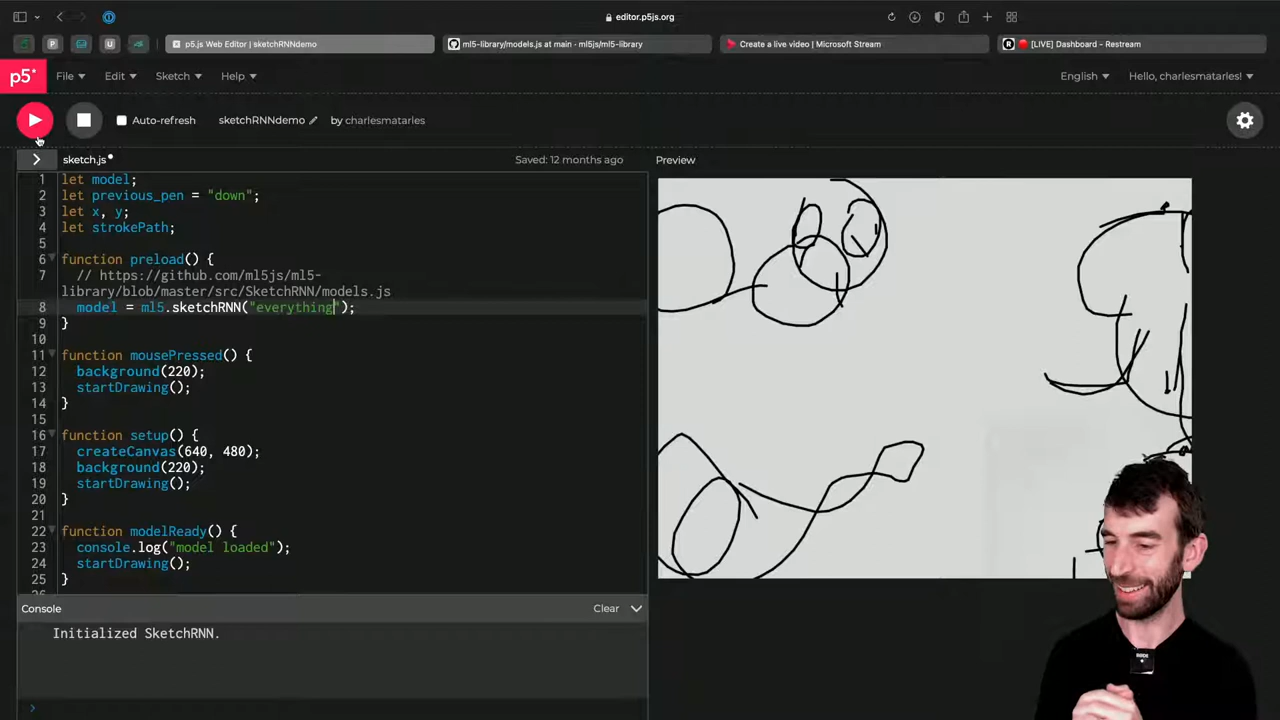 editor.p5js.org
P
U
p5.js Web Editor | sketchRNNdemo
ml5-library/models.js at main · ml5js/ml5-library
Create a live video | Microsoft Stream
R
[LIVE] Dashboard - Restream
p5*
File
Edit
Sketch
Help
English
Hello, charlesmatarles!
Auto-refresh
sketchRNNdemo
by charlesmatarles
sketch.js
Saved: 12 months ago
Preview
1 let model;
2 let previous_pen = "down";
3 let x, y;
4 let strokePath;
5
6 function preload() {
7 // https://github.com/ml5js/ml5-
library/blob/master/src/SketchRNN/models.js
8 model = ml5.sketchRNN("everything");
9 }
10
11 function mousePressed() {
12 background(220);
13 startDrawing();
14 }
15
16 function setup() {
17 createCanvas(640, 480);
18 background(220);
19 startDrawing();
20 }
21
22 function modelReady() {
23 console.log("model loaded");
24 startDrawing();
25 }
Console
Clear
Initialized SketchRNN.
RODE